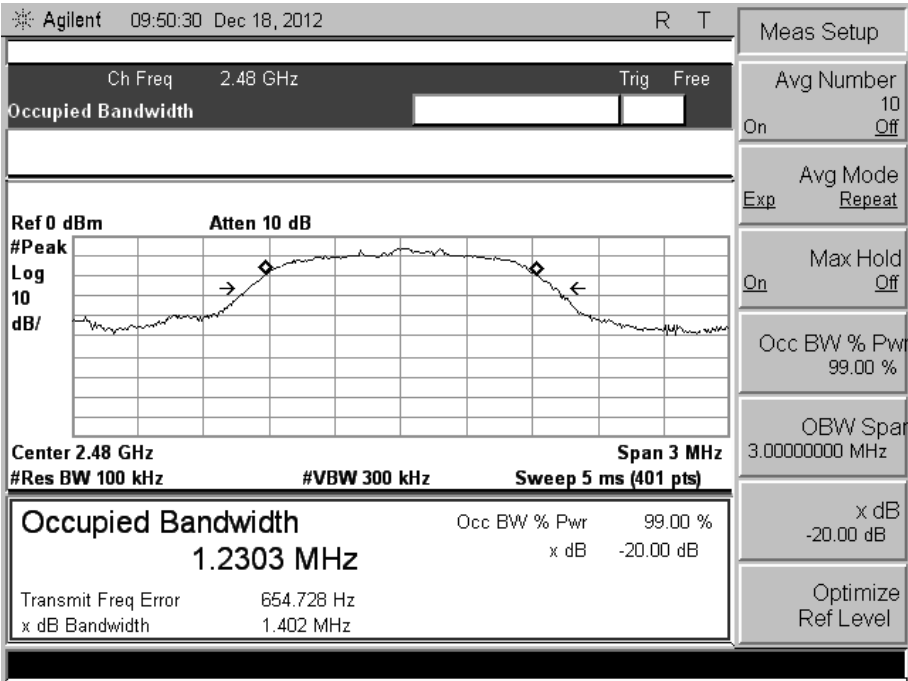 Agilent 09:50:30 Dec 18, 2012 R T
Ch Freq 2.48 GHz Trig Free
Occupied Bandwidth
Ref 0 dBm Atten 10 dB
#Peak
Log
10
dB/
Center 2.48 GHz Span 3 MHz
#Res BW 100 kHz #VBW 300 kHz Sweep 5 ms (401 pts)
Occupied Bandwidth
1.2303 MHz
Occ BW % Pwr 99.00 %
x dB -20.00 dB
Transmit Freq Error 654.728 Hz
x dB Bandwidth 1.402 MHz
Meas Setup
Avg Number
10
On Off
Avg Mode
Exp Repeat
Max Hold
On Off
Occ BW % Pwr
99.00 %
OBW Span
3.00000000 MHz
x dB
-20.00 dB
Optimize
Ref Level